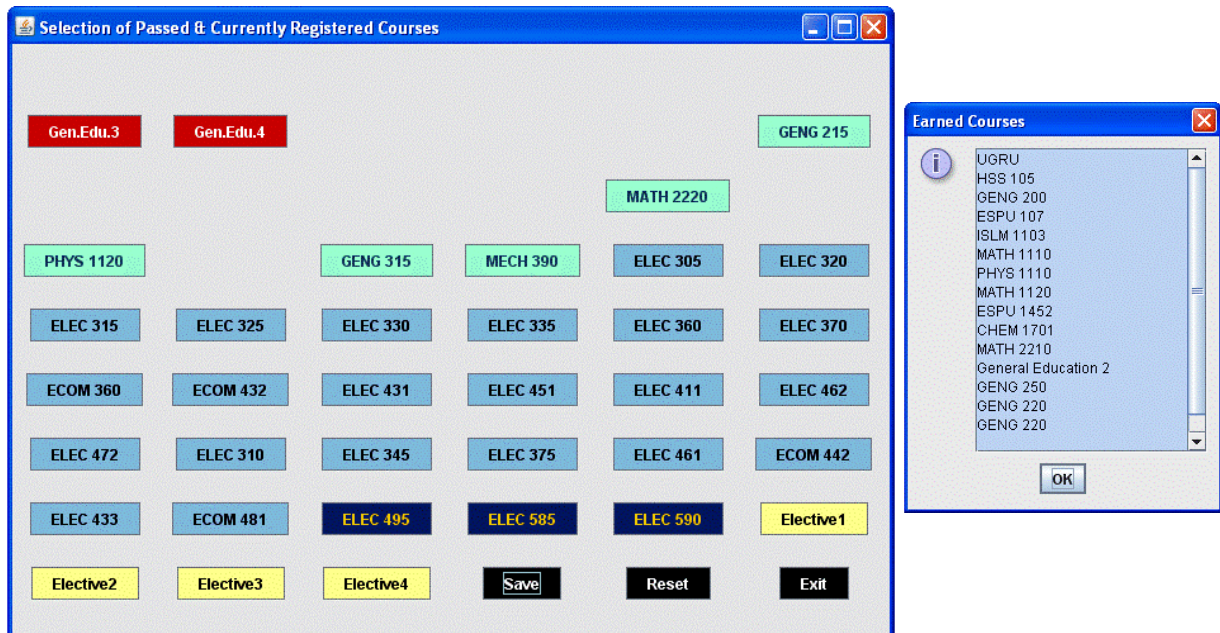 Selection of Passed & Currently Registered Courses
Gen.Edu.3 Gen.Edu.4 GENG 215
MATH 2220
PHYS 1120 GENG 315 MECH 390 ELEC 305 ELEC 320
ELEC 315 ELEC 325 ELEC 330 ELEC 335 ELEC 360 ELEC 370
ECOM 360 ECOM 432 ELEC 431 ELEC 451 ELEC 411 ELEC 462
ELEC 472 ELEC 310 ELEC 345 ELEC 375 ELEC 461 ECOM 442
ELEC 433 ECOM 481 ELEC 495 ELEC 585 ELEC 590 Elective1
Elective2 Elective3 Elective4 Save Reset Exit
Earned Courses
UGRU
HSS 105
GENG 200
ESPU 107
ISLM 1103
MATH 1110
PHYS 1110
MATH 1120
ESPU 1452
CHEM 1701
MATH 2210
General Education 2
GENG 250
GENG 220
GENG 220
OK